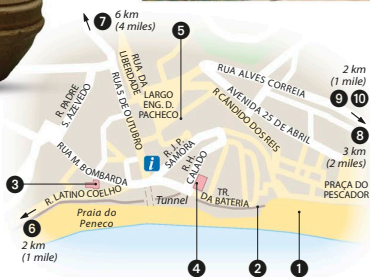 7
6 km
(4 miles)
5
RUA DA
LIBERDADE
RUA 5 DE OUTUBRO
LARGO
ENG. D.
PACHECO
RUA ALVES CORREIA
AVENIDA 25 DE ABRIL
R CÂNDIDO DOS REIS
2 km
(1 mile)
9 10
8
3 km
(2 miles)
R. PADRE
S. AZEVEDO
RUA M. BOMBARDA
i
R. J P
SAMORA
R. H.
CALADO
PRAÇA DO
PESCADOR
3
R. LATINO COELHO
Tunnel
TR.
DA BATERIA
Praia do
Peneco
6
2 km
(1 mile)
4
2
1